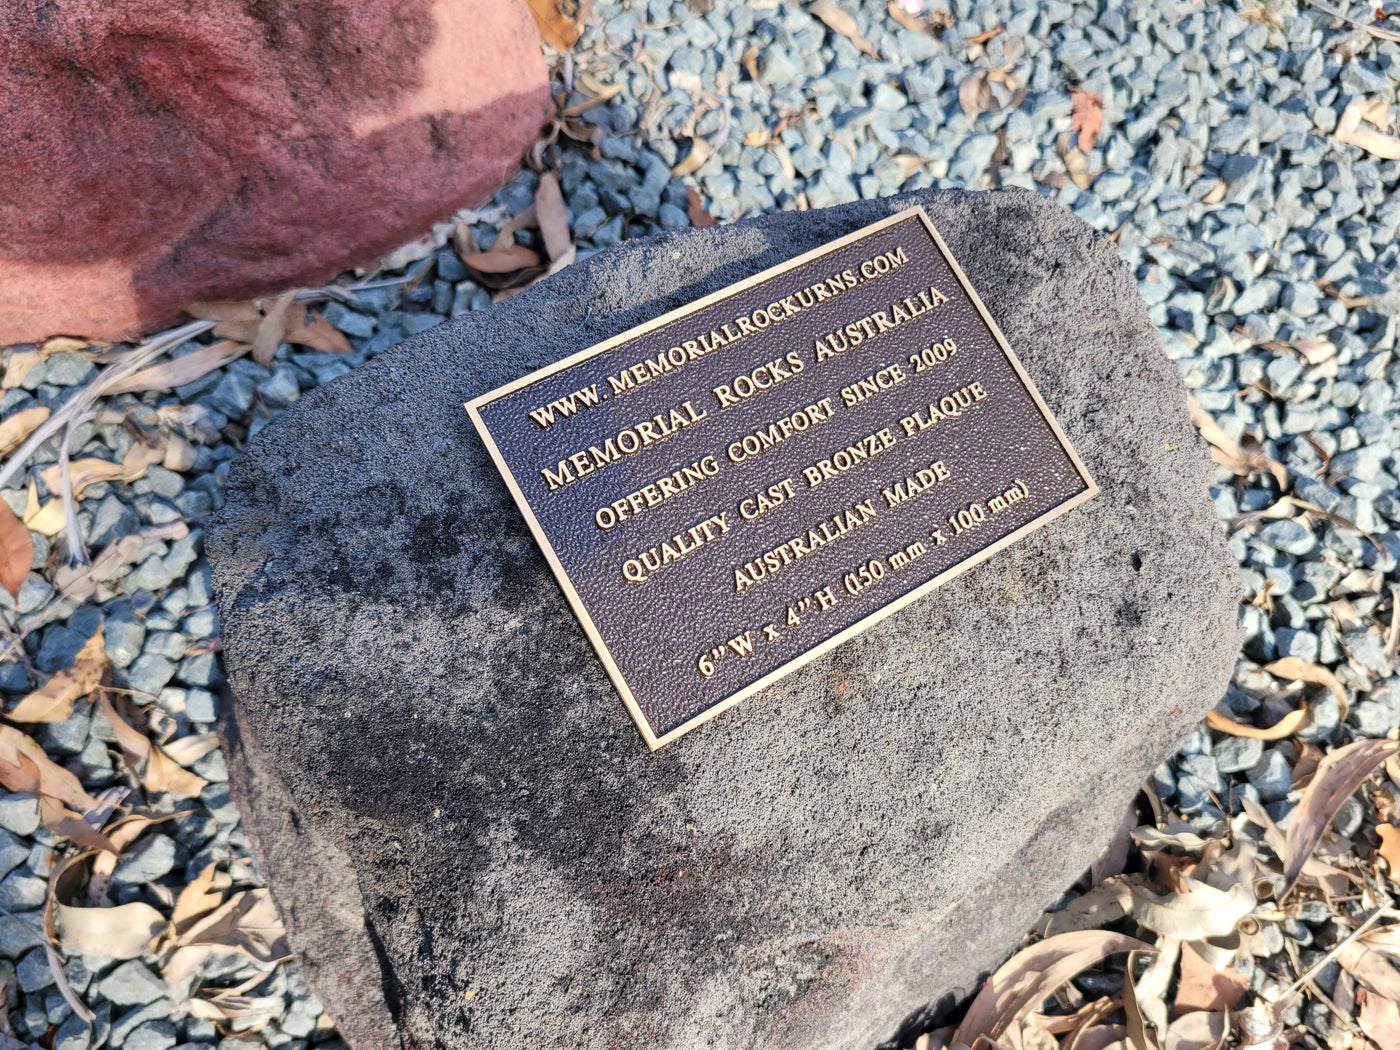 WWW. MEMORIALROCKURNS.COM
MEMORIAL ROCKS AUSTRALIA
OFFERING COMFORT SINCE 2009
QUALITY CAST BRONZE PLAQUE
AUSTRALIAN MADE
6”W x 4”H (150 mm x 100 mm)